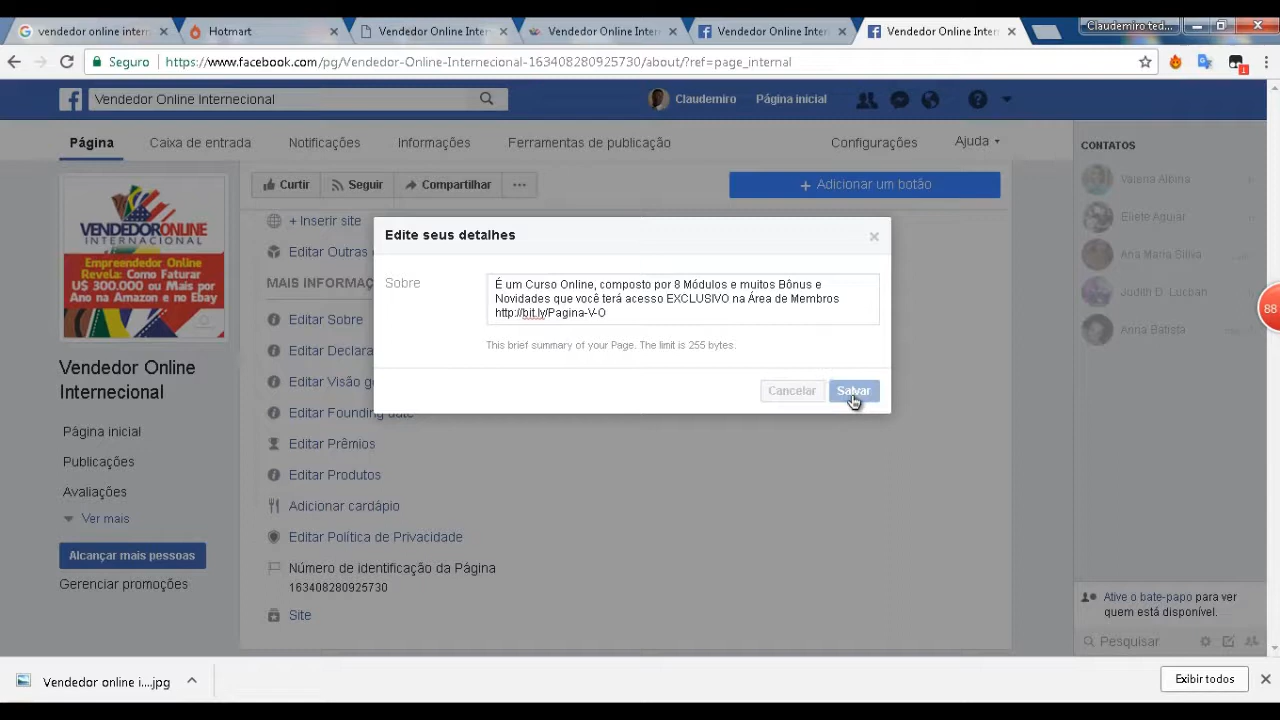 vendedor online intern
Hotmart
Vendedor Online Inter
Vendedor Online Intern
Vendedor Online Inter
Vendedor Online Intern
Claudemiro ted...
Seguro
https://www.facebook.com/pg/Vendedor-Online-Internecional-163408280925730/about/?ref=page_internal
1
Vendedor Online Internecional
Claudemiro
Página inicial
Página
Caixa de entrada
Notificações
Informações
Ferramentas de publicação
Configurações
Ajuda
VENDEDORONLINE
INTERNACIONAL
Empreendedor Online
Revela: Como Faturar
U$ 300.000 ou Mais por
Ano na Amazon e no Ebay
Vendedor Online
Internecional
Página inicial
Publicações
Avaliações
Ver mais
Alcançar mais pessoas
Gerenciar promoções
Curtir
Seguir
Compartilhar
+ Adicionar um botão
+ Inserir site
Editar Outras
MAIS INFORMAÇ
Editar Sobre
Editar Declara
Editar Visão ge
Editar Founding date
Editar Prêmios
Editar Produtos
Adicionar cardápio
Editar Política de Privacidade
Número de identificação da Página
163408280925730
Site
Edite seus detalhes
Sobre
É um Curso Online, composto por 8 Módulos e muitos Bônus e
Novidades que você terá acesso EXCLUSIVO na Área de Membros
http://bit.ly/Pagina-V-O
This brief summary of your Page. The limit is 255 bytes.
Cancelar
Salvar
CONTATOS
Valeria Albina
Eliete Aguiar
Ana Maria Siliva
Judith D. Lucban
Anna Batista
88
Ative o bate-papo para ver
quem está disponível.
Pesquisar
Vendedor online i....jpg
Exibir todos